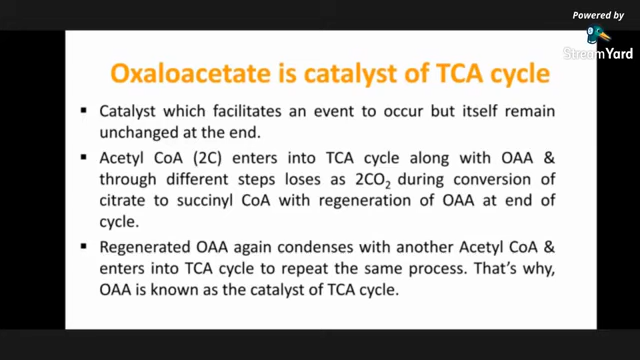 Powered by
StreamYard
Oxaloacetate is catalyst of TCA cycle
▪ Catalyst which facilitates an event to occur but itself remain
unchanged at the end.
▪ Acetyl CoA (2C) enters into TCA cycle along with OAA &
through different steps loses as 2CO₂ during conversion of
citrate to succinyl CoA with regeneration of OAA at end of
cycle.
▪ Regenerated OAA again condenses with another Acetyl CoA &
enters into TCA cycle to repeat the same process. That's why,
OAA is known as the catalyst of TCA cycle.